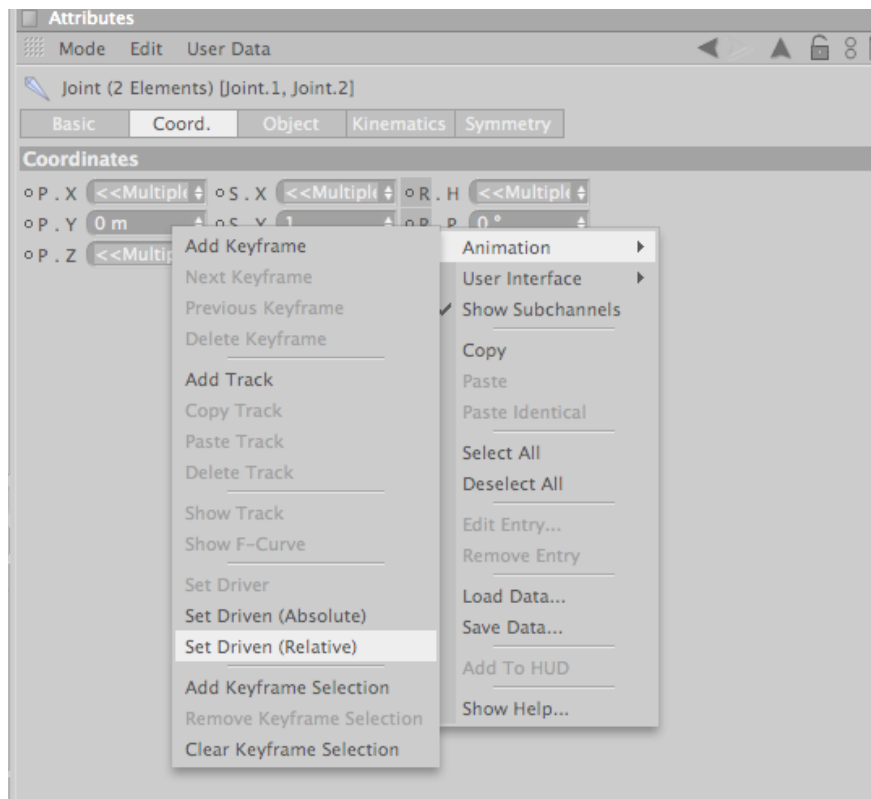 Attributes
Mode Edit User Data
Joint (2 Elements) [Joint.1, Joint.2]
Basic Coord. Object Kinematics Symmetry
Coordinates
P . X <<Multiple S . X <<Multiple R . H <<Multiple
P . Y 0 m S . Y 1 R . P 0 °
P . Z <<Multip
Add Keyframe
Next Keyframe
Previous Keyframe
Delete Keyframe
Add Track
Copy Track
Paste Track
Delete Track
Show Track
Show F-Curve
Set Driver
Set Driven (Absolute)
Set Driven (Relative)
Add Keyframe Selection
Remove Keyframe Selection
Clear Keyframe Selection
Animation
User Interface
Show Subchannels
Copy
Paste
Paste Identical
Select All
Deselect All
Edit Entry...
Remove Entry
Load Data...
Save Data...
Add To HUD
Show Help...